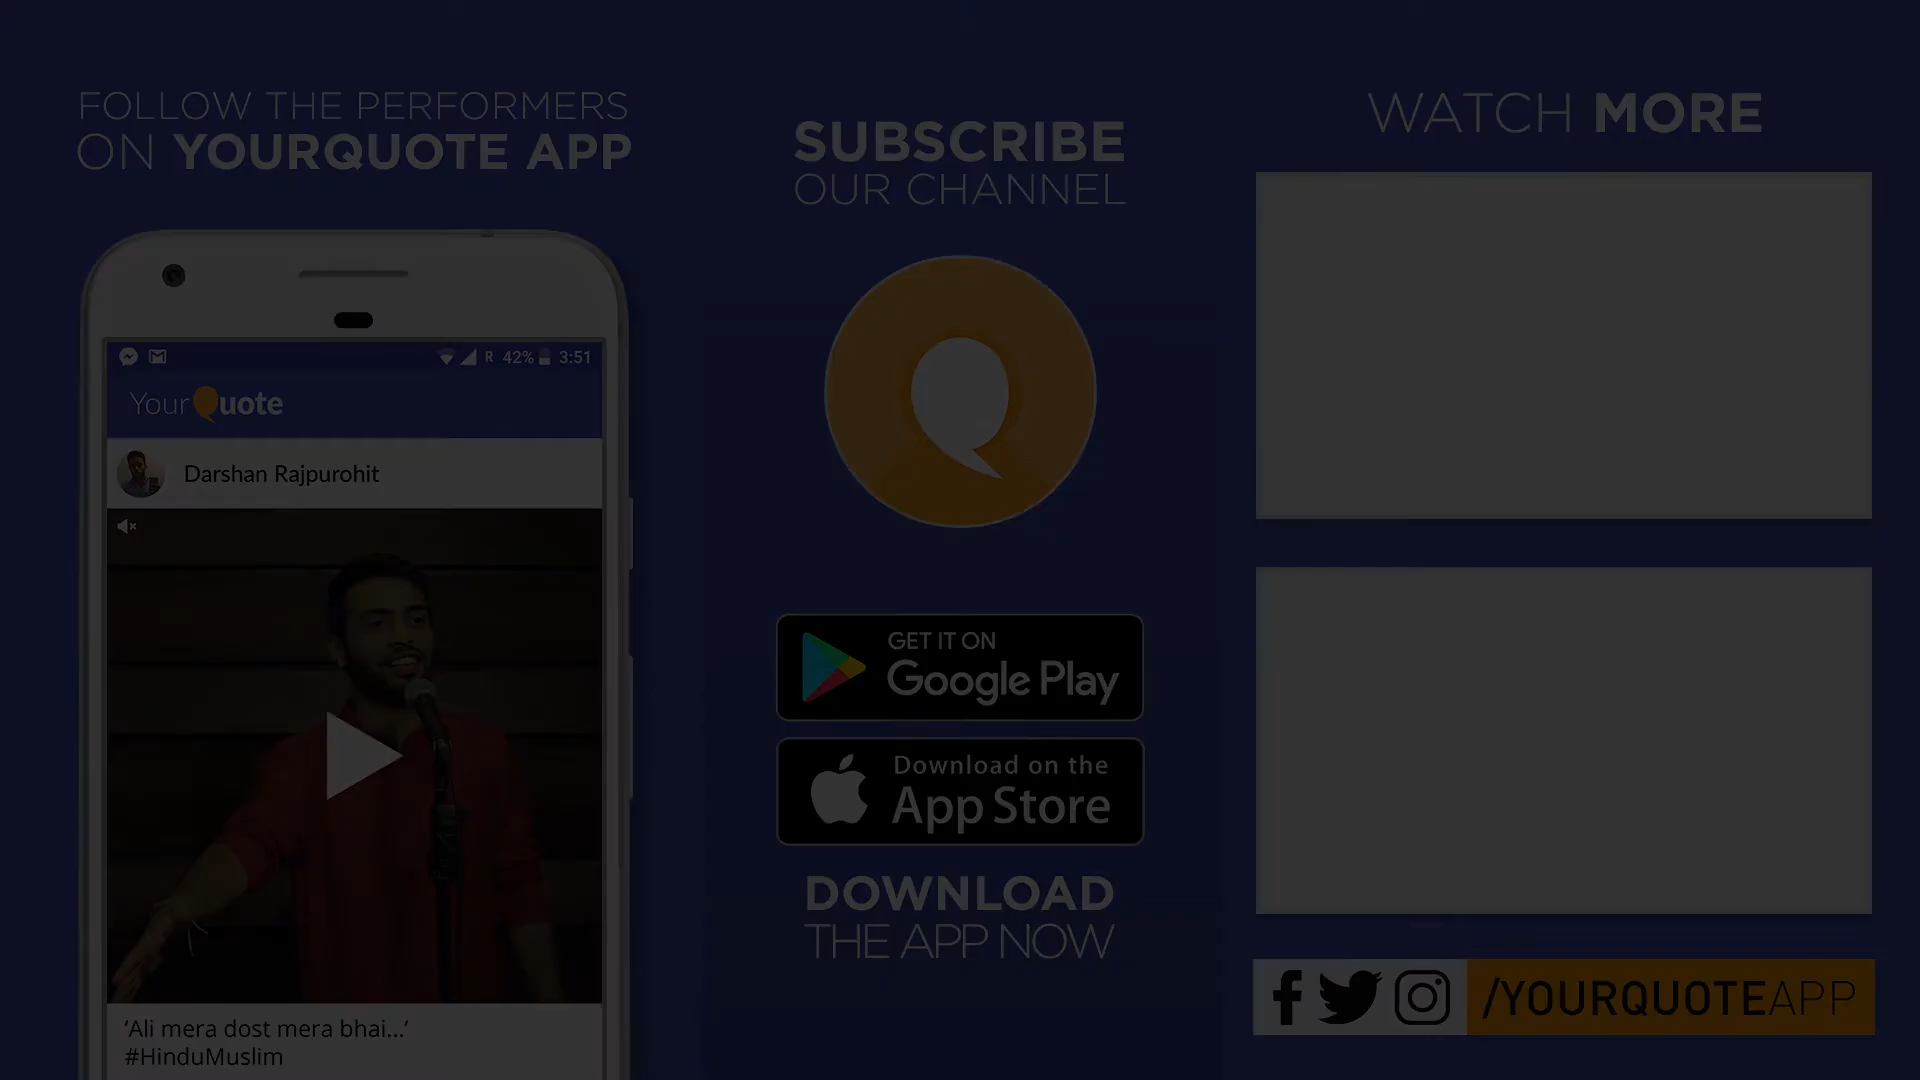 FOLLOW THE PERFORMERS
ON YOURQUOTE APP
R 42% 3:51
YourQuote
Darshan Rajpurohit
'Ali mera dost mera bhai...'
#HinduMuslim
SUBSCRIBE
OUR CHANNEL
GET IT ON
Google Play
Download on the
App Store
DOWNLOAD
THE APP NOW
WATCH MORE
/YOURQUOTEAPP